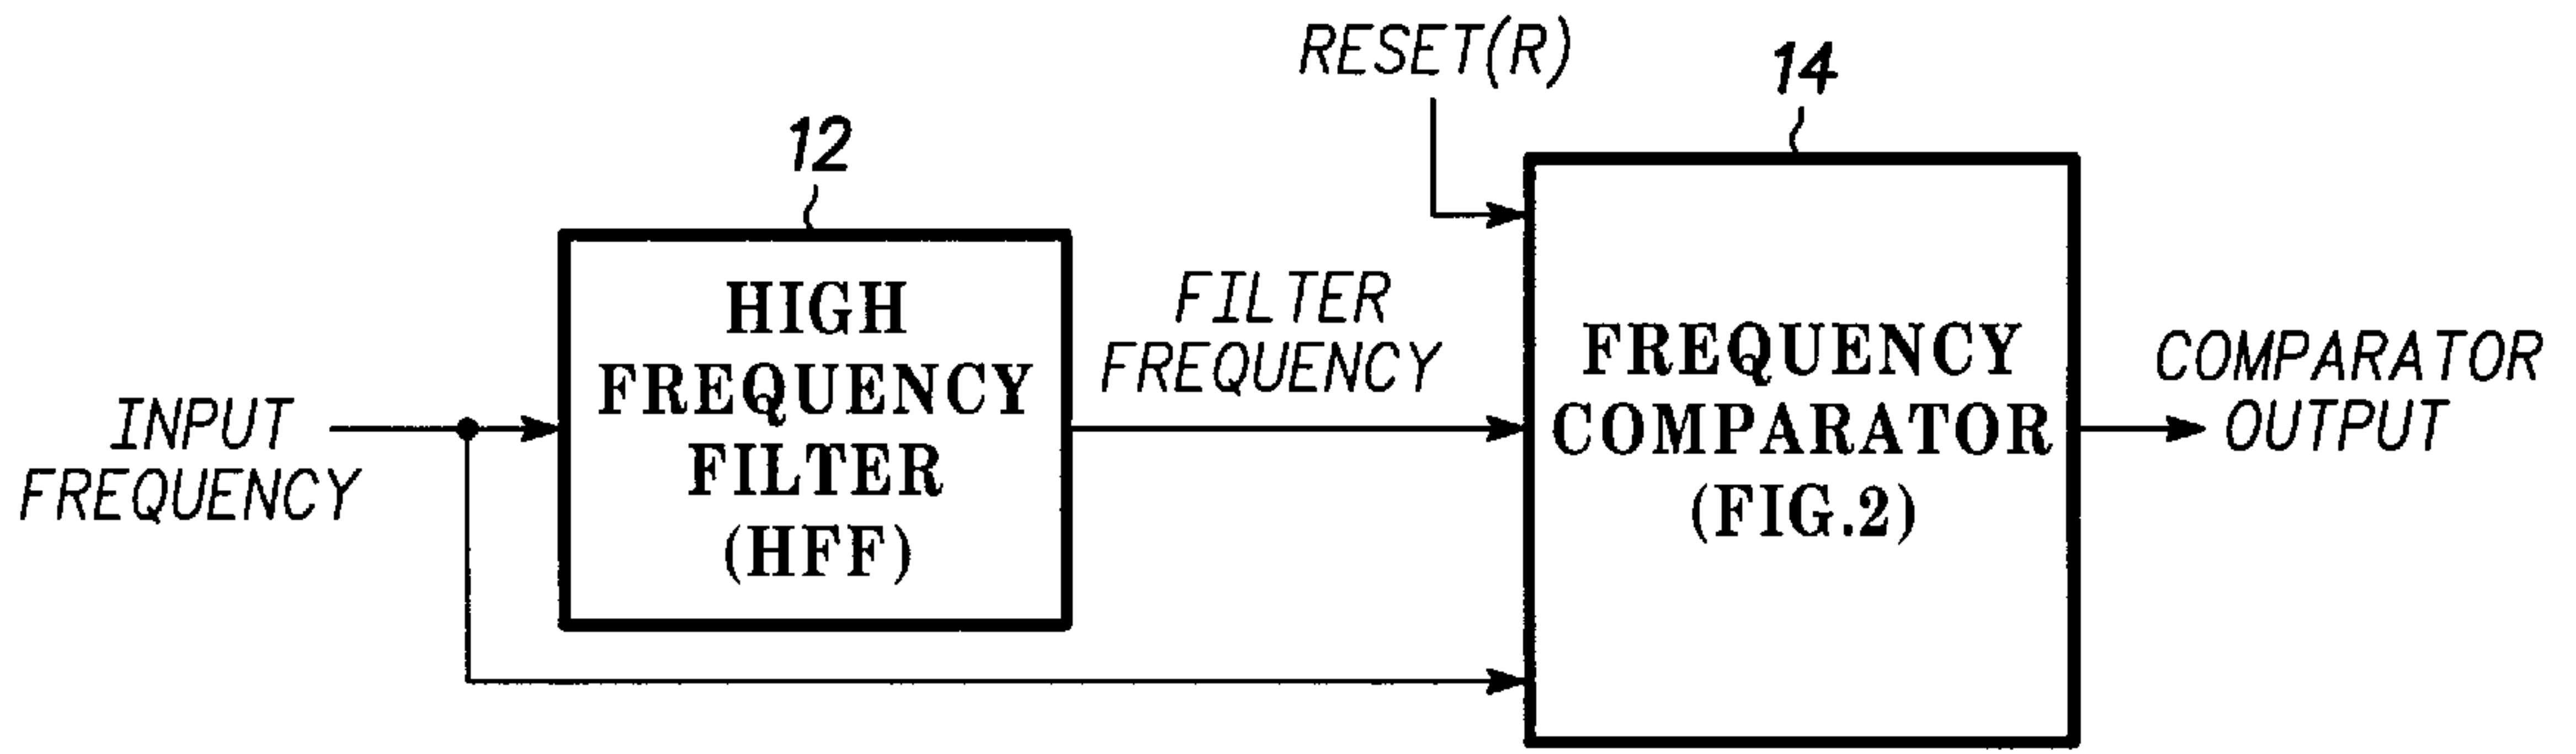 RESET(R)
14
12
HIGH
FREQUENCY
FILTER
(HFF)
INPUT
FREQUENCY
FILTER
FREQUENCY
FREQUENCY
COMPARATOR
(FIG.2)
COMPARATOR
OUTPUT